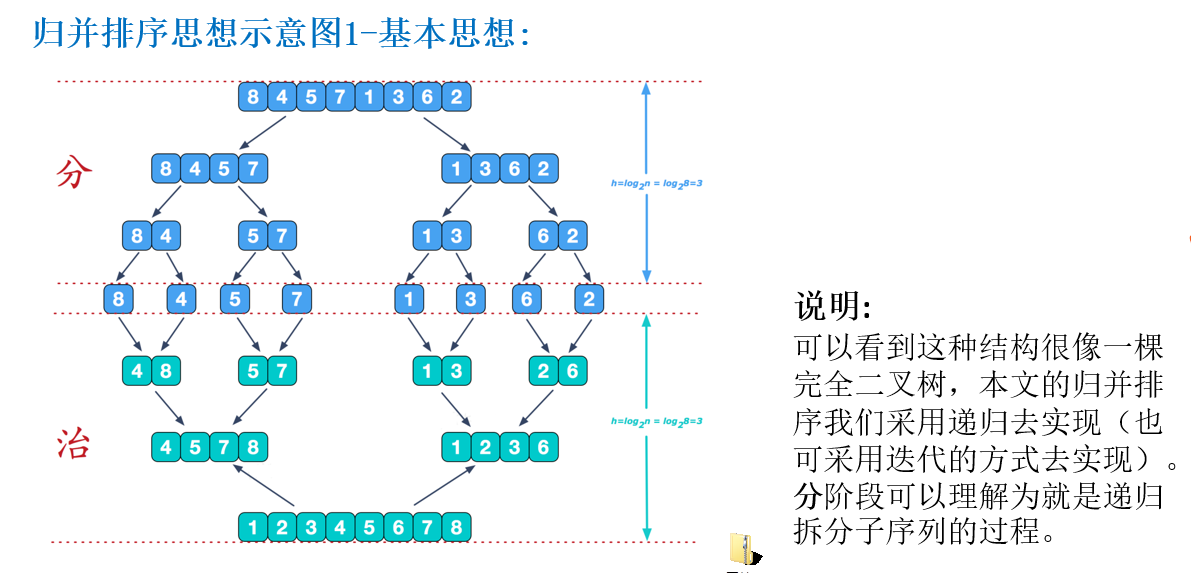 归并排序思想示意图1-基本思想:
8 4 5 7 1 3 6 2
分
8 4 5 7 1 3 6 2
h=log2n = log28=3
8 4 5 7 1 3 6 2
8 4 5 7 1 3 6 2
说明:
可以看到这种结构很像一棵
4 8 5 7 1 3 2 6
完全二叉树，本文的归并排
序我们采用递归去实现（也
h=log2n = log28=3
治
4 5 7 8 1 2 3 6
可采用迭代的方式去实现）。
分阶段可以理解为就是递归
1 2 3 4 5 6 7 8
拆分子序列的过程。